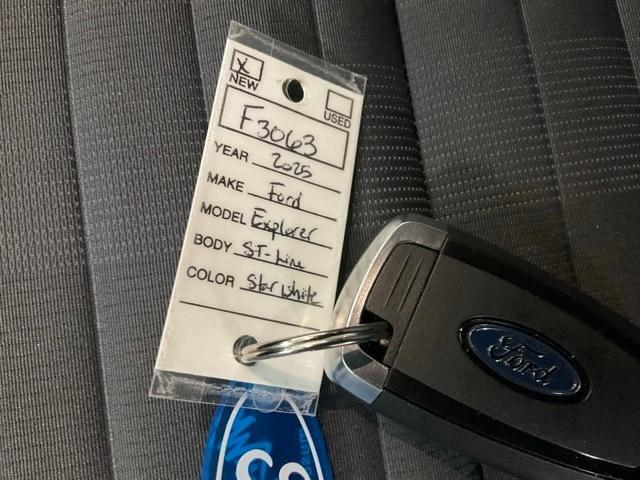 X
NEW
USED
F3063
YEAR 2025
MAKE Ford
MODEL Explorer
BODY ST-Line
COLOR Star White
Ford